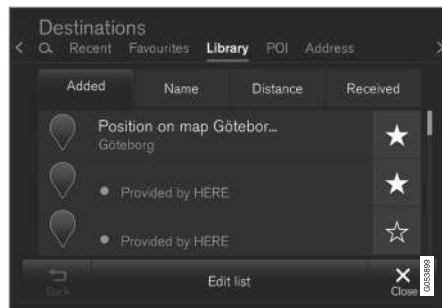 Destinations
Recent Favourites Library POI Address
Added Name Distance Received
Position on map Götebor...
Göteborg
Provided by HERE
Provided by HERE
Back Edit list Close
G053899